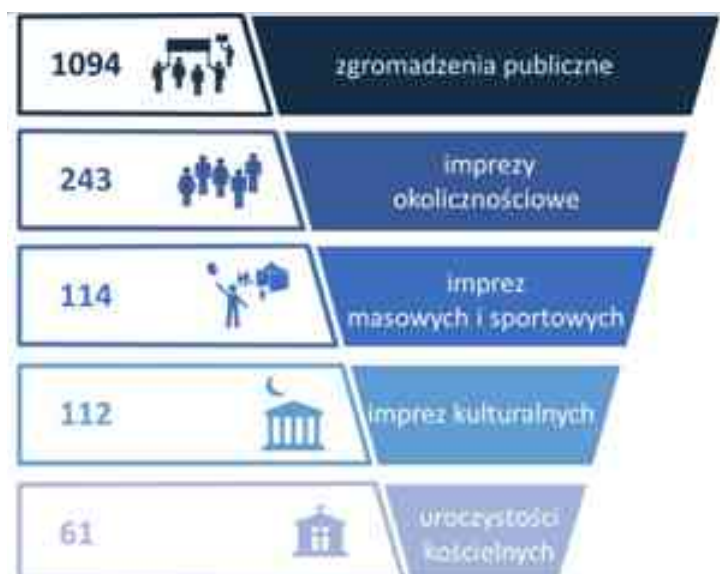 1094 zgromadzenia publiczne
243 imprezy
okolicznościowe
114 imprez
masowych i sportowych
112 imprez kulturalnych
61 uroczystości
kościelnych